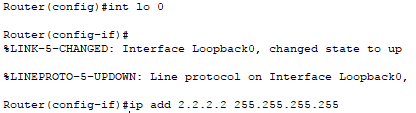 Router(config)#int lo 0
Router(config-if)#
%LINK-5-CHANGED: Interface Loopback0, changed state to up
%LINEPROTO-5-UPDOWN: Line protocol on Interface Loopback0,
Router(config-if)#ip add 2.2.2.2 255.255.255.255